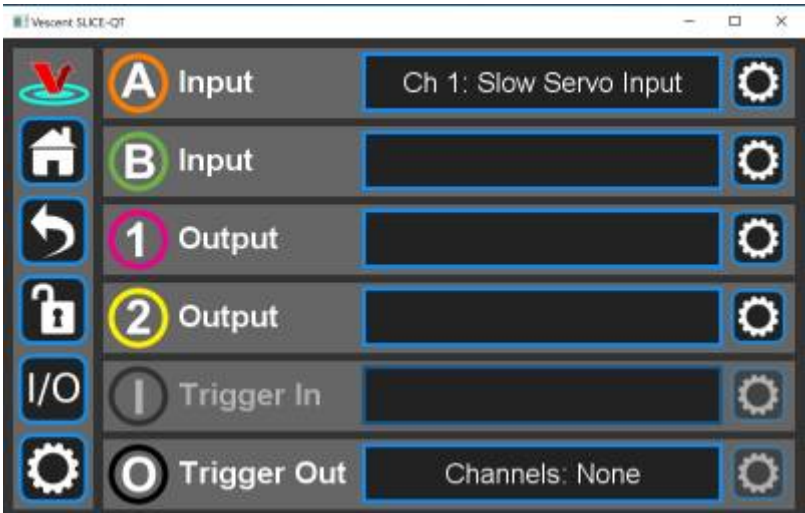 Vescent SLICE-QT
A Input Ch 1: Slow Servo Input
B Input
1 Output
2 Output
I/O I Trigger In
O Trigger Out Channels: None